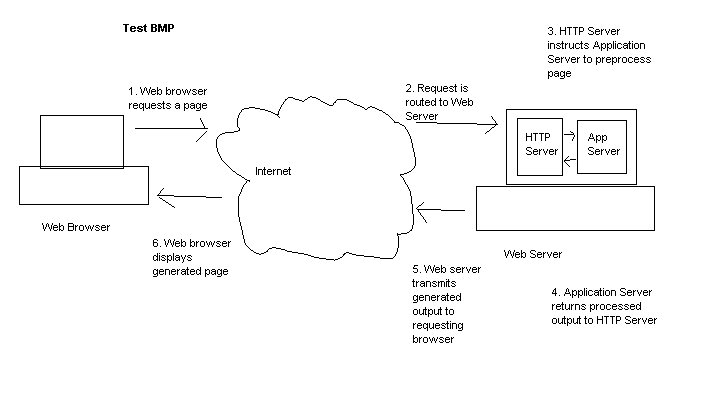 Test BMP
1. Web browser
requests a page
2. Request is
routed to Web
Server
3. HTTP Server
instructs Application
Server to preprocess
page
HTTP
Server
App
Server
Internet
Web Browser
Web Server
4. Application Server
returns processed
output to HTTP Server
5. Web server
transmits
generated
output to
requesting
browser
6. Web browser
displays
generated page